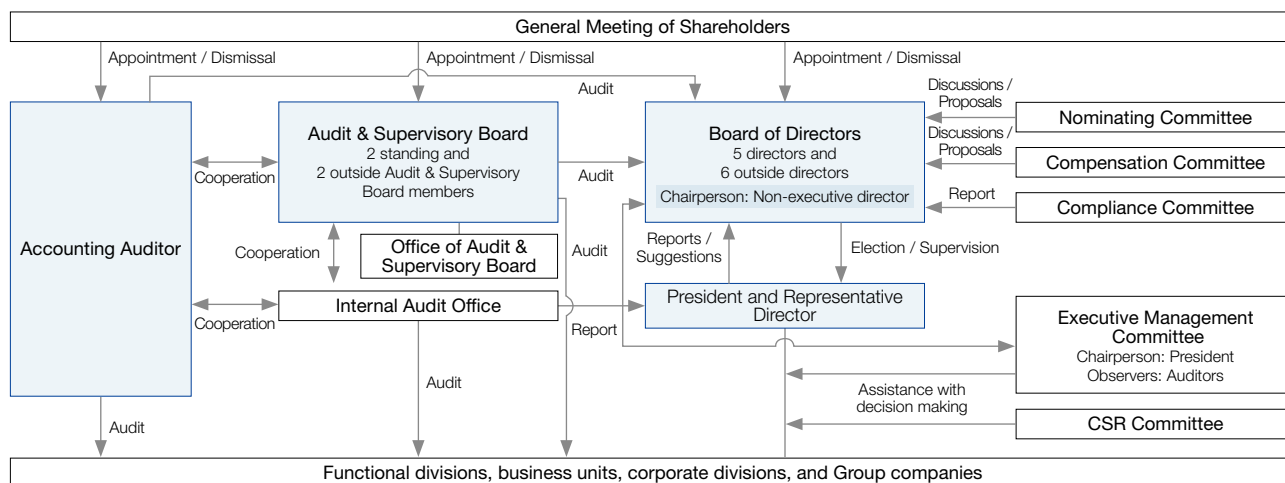 General Meeting of Shareholders
Appointment / Dismissal
Appointment / Dismissal
Appointment / Dismissal
Audit
Discussions /
Proposals
Nominating Committee
Audit & Supervisory Board
2 standing and
2 outside Audit & Supervisory
Board members
Board of Directors
5 directors and
6 outside directors
Chairperson: Non-executive director
Discussions /
Proposals
Compensation Committee
Cooperation
Audit
Report
Compliance Committee
Accounting Auditor
Cooperation
Office of Audit &
Supervisory Board
Audit
Reports /
Suggestions
Election / Supervision
Internal Audit Office
President and Representative
Director
Cooperation
Report
Executive Management
Committee
Chairperson: President
Observers: Auditors
Audit
Assistance with
decision making
CSR Committee
Audit
Functional divisions, business units, corporate divisions, and Group companies